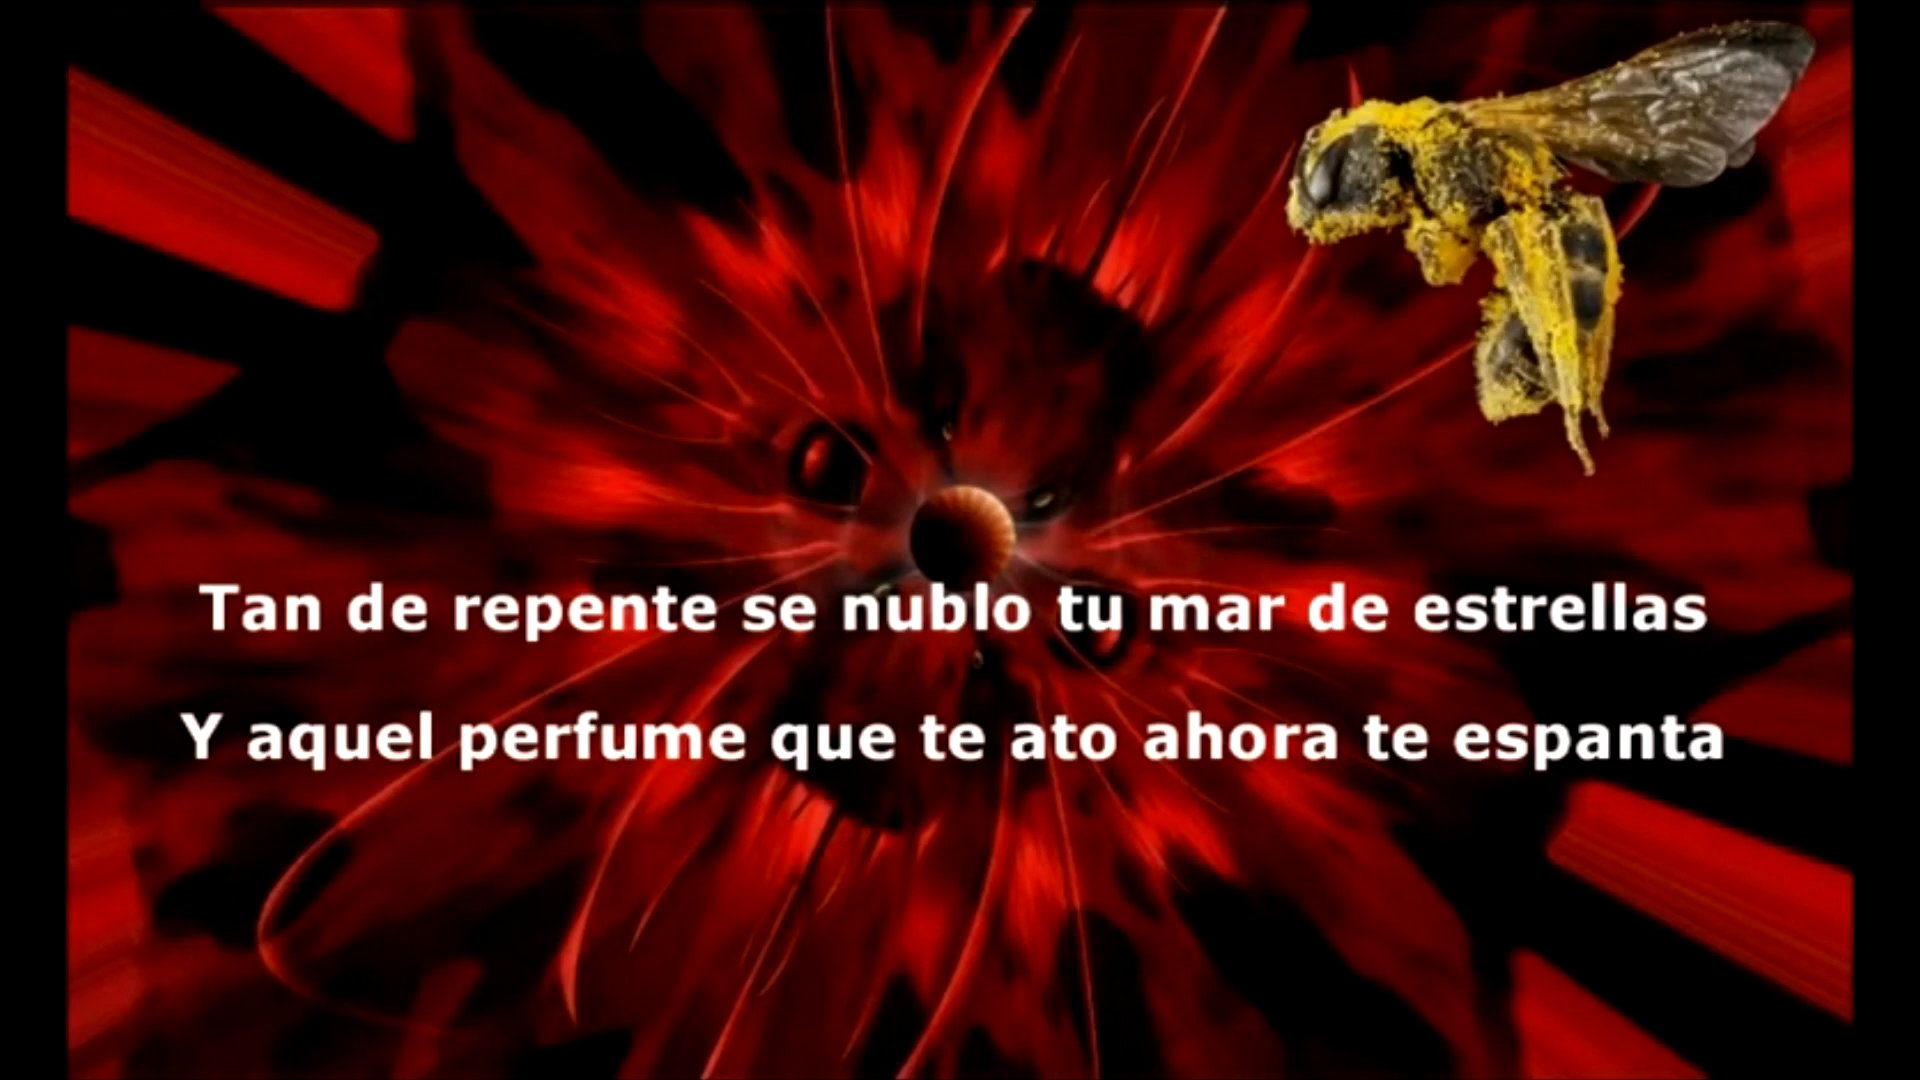 Tan de repente se nublo tu mar de estrellas
Y aquel perfume que te ato ahora te espanta